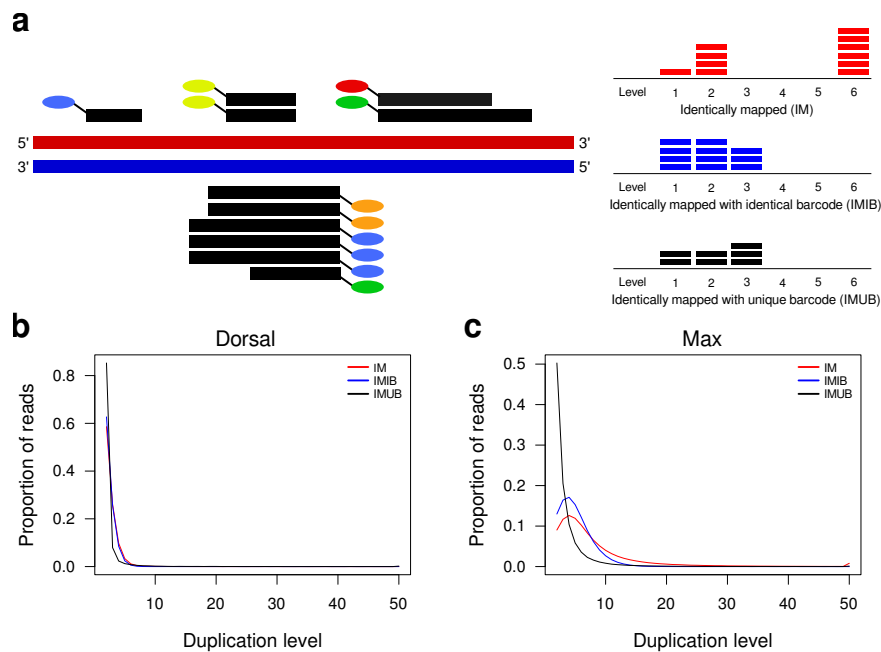 a
Level 1 2 3 4 5 6
Identically mapped (IM)
5' 3'
3' 5'
Level 1 2 3 4 5 6
Identically mapped with identical barcode (IMIB)
Level 1 2 3 4 5 6
Identically mapped with unique barcode (IMUB)
b
Dorsal
Proportion of reads
0.8
0.6
0.4
0.2
0.0
IM
IMIB
IMUB
10 20 30 40 50
Duplication level
c
Max
Proportion of reads
0.5
0.4
0.3
0.2
0.1
0.0
IM
IMIB
IMUB
10 20 30 40 50
Duplication level